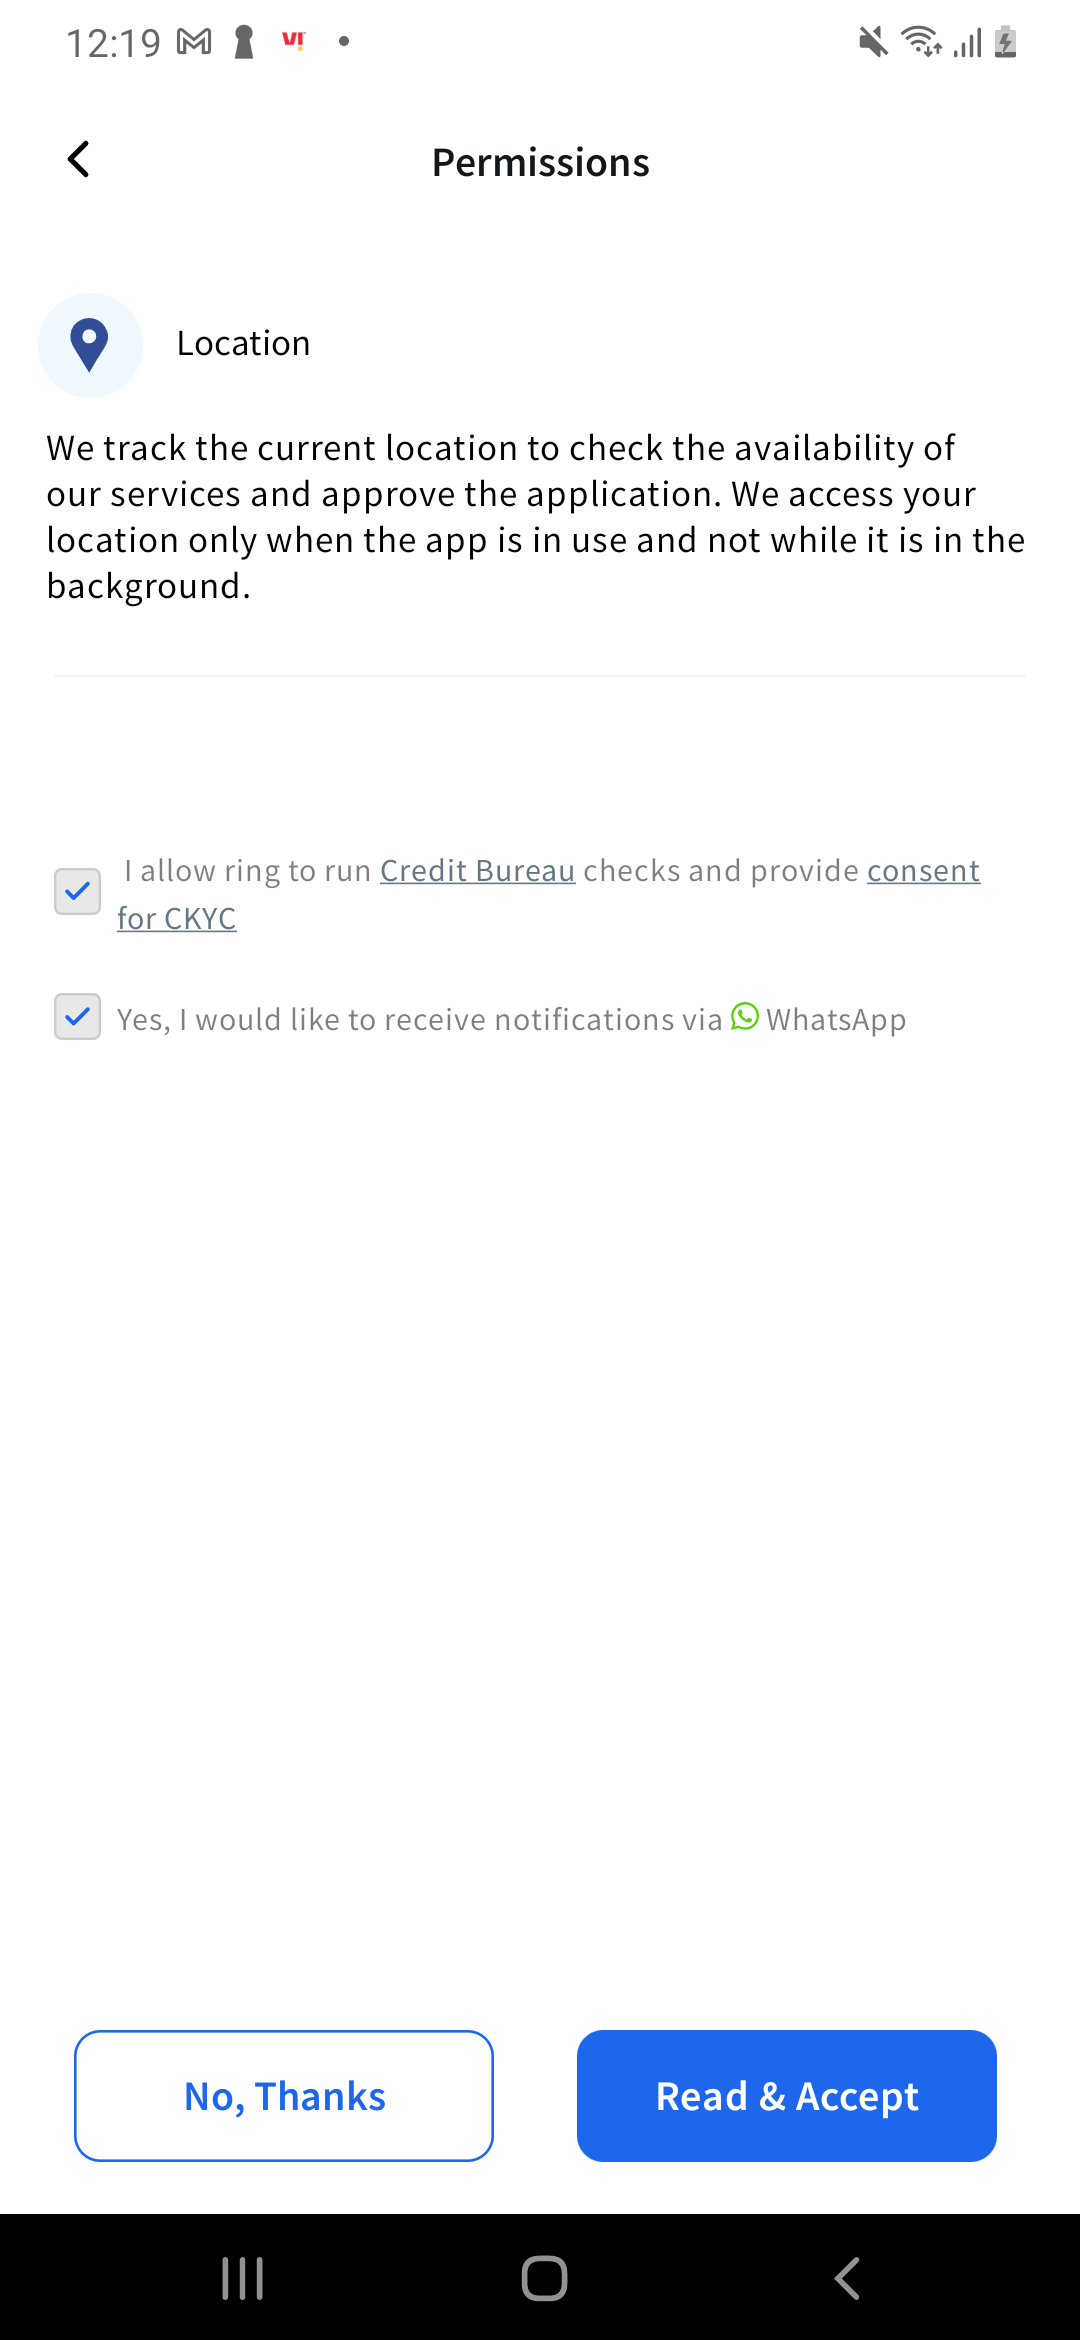 12:19
VI
Permissions
Location
We track the current location to check the availability of
our services and approve the application. We access your
location only when the app is in use and not while it is in the
background.
I allow ring to run Credit Bureau checks and provide consent
for CKYC
Yes, I would like to receive notifications via WhatsApp
No, Thanks
Read & Accept